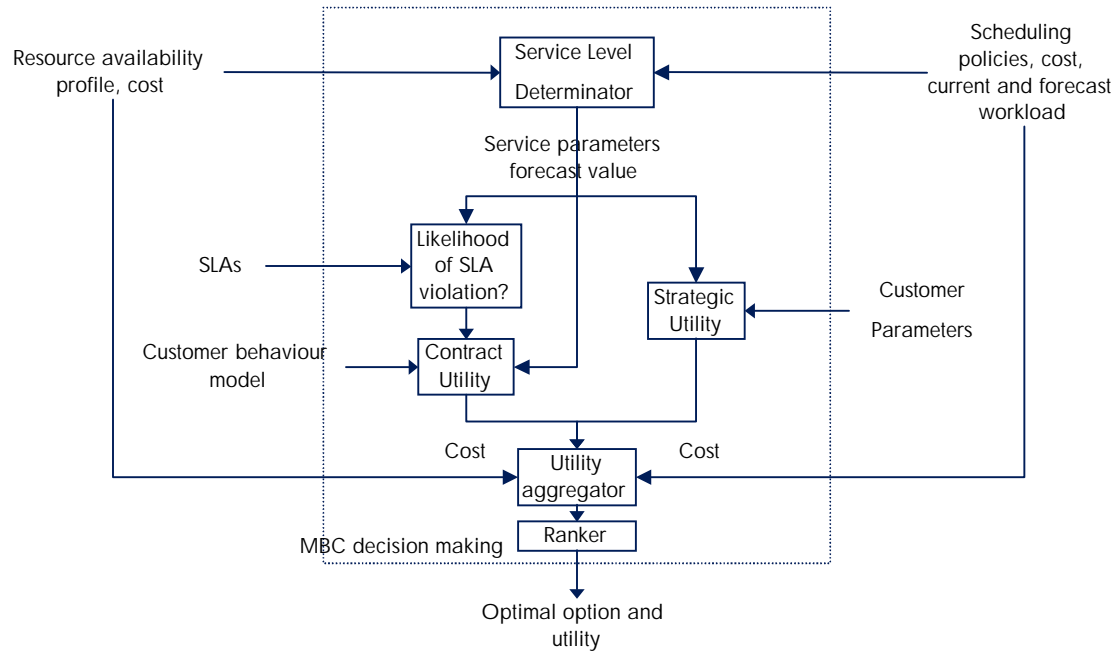 Resource availability
profile, cost
Service Level
Determinator
Scheduling
policies, cost,
current and forecast
workload
Service parameters
forecast value
SLAs
Likelihood
of SLA
violation?
Strategic
Utility
Customer
Parameters
Customer behaviour
model
Contract
Utility
Cost
Utility
aggregator
Cost
MBC decision making
Ranker
Optimal option and
utility